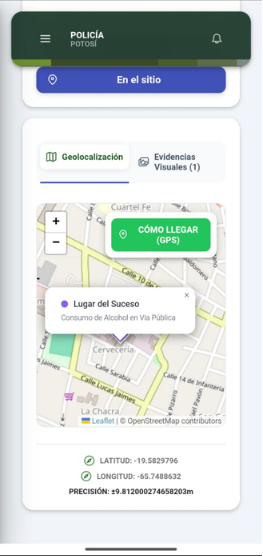 POLICÍA
POTOSÍ
En el sitio
Geolocalización
Evidencias
Visuales (1)
Cuartel Fe
+
−
CÓMO LLEGAR
(GPS)
Calle 10 de
×
Lugar del Suceso
Consumo de Alcohol en Vía Pública
Cervecería
Calle Sarabia
Calle Lucas Jaimes
Calle 14 de Infantería
La Chacra
Leaflet | © OpenStreetMap contributors
LATITUD: -19.5829796
LONGITUD: -65.7488632
PRECISIÓN: ±9.812000274658203m